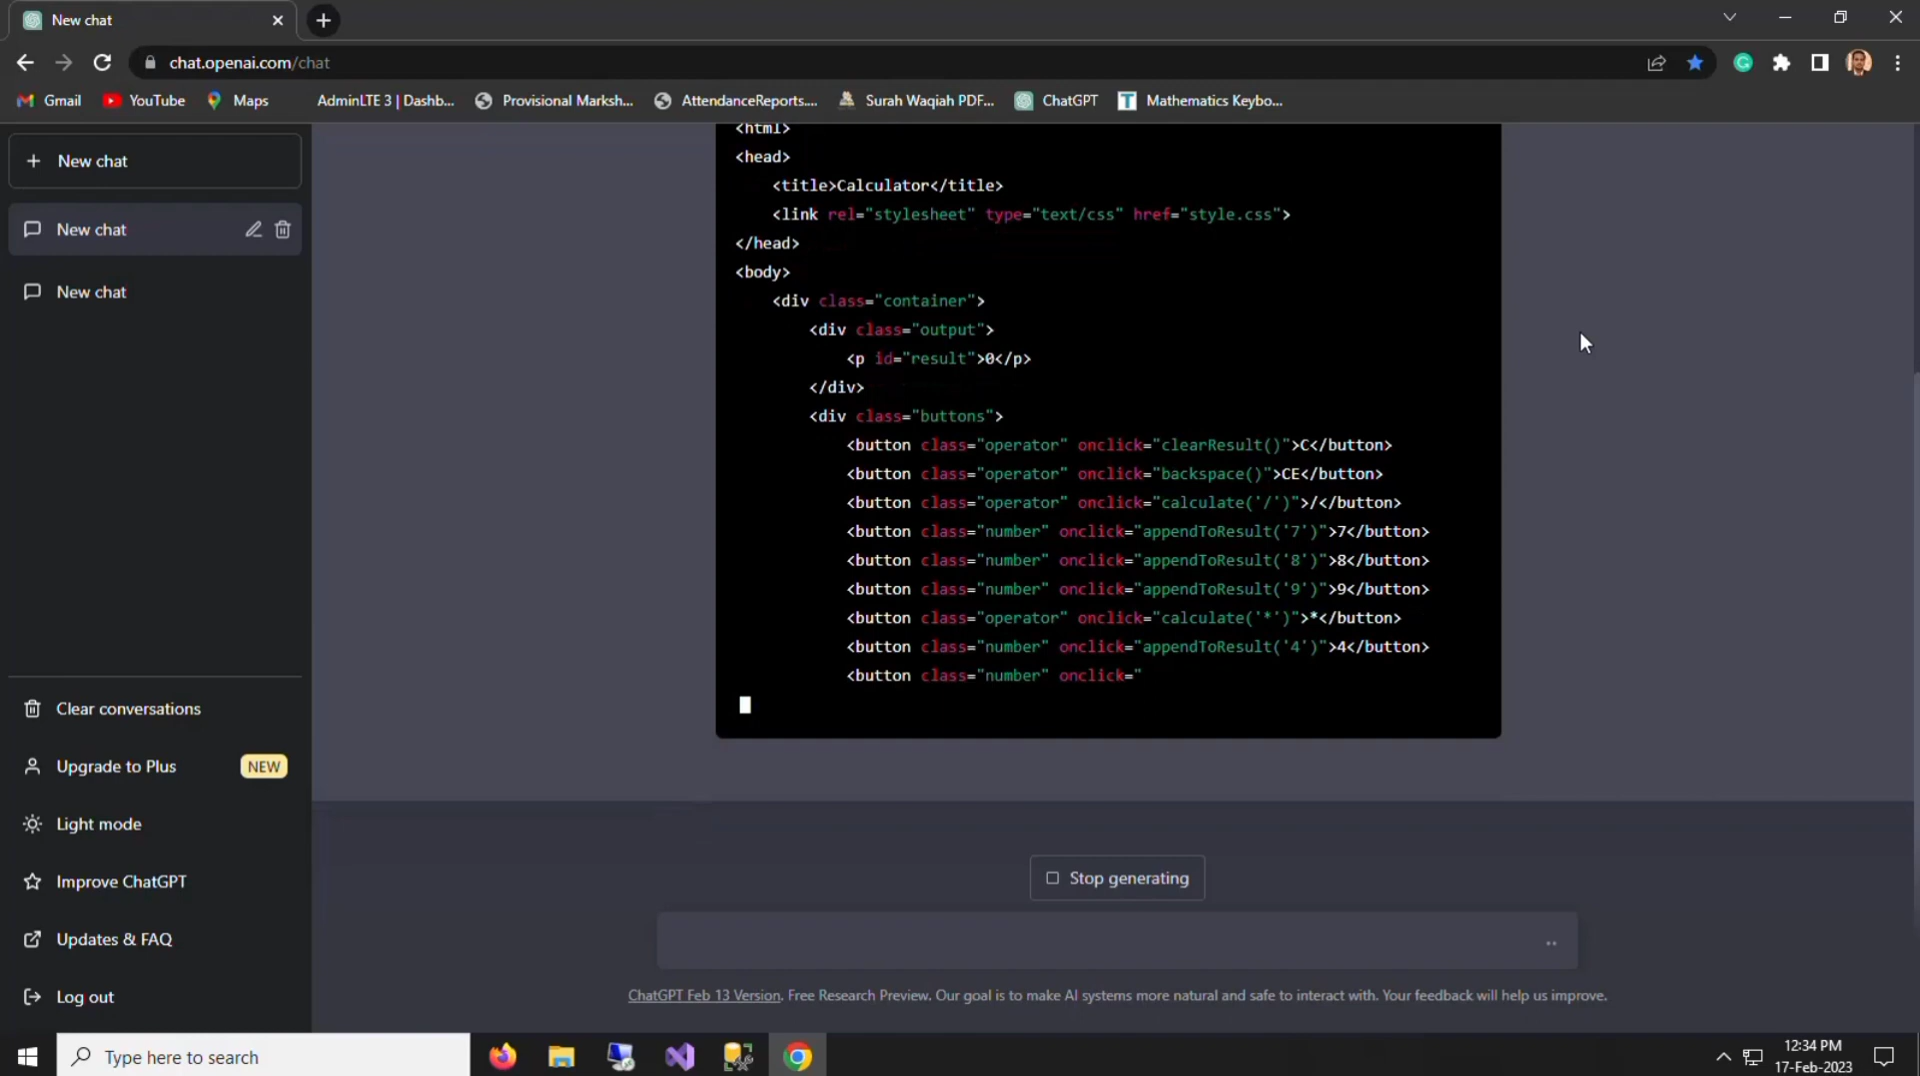 New chat
chat.openai.com/chat
Gmail YouTube Maps AdminLTE 3 | Dashb... Provisional Marksh... AttendanceReports.... Surah Waqiah PDF... ChatGPT Mathematics Keybo...
New chat
New chat
New chat
<html>
<head>
<title>Calculator</title>
<link rel="stylesheet" type="text/css" href="style.css">
</head>
<body>
<div class="container">
<div class="output">
<p id="result">0</p>
</div>
<div class="buttons">
<button class="operator" onclick="clearResult()">C</button>
<button class="operator" onclick="backspace()">CE</button>
<button class="operator" onclick="calculate('/')">/</button>
<button class="number" onclick="appendToResult('7')">7</button>
<button class="number" onclick="appendToResult('8')">8</button>
<button class="number" onclick="appendToResult('9')">9</button>
<button class="operator" onclick="calculate('*')">*</button>
<button class="number" onclick="appendToResult('4')">4</button>
<button class="number" onclick="
Clear conversations
Upgrade to Plus NEW
Light mode
Improve ChatGPT
Updates & FAQ
Log out
Stop generating
ChatGPT Feb 13 Version. Free Research Preview. Our goal is to make AI systems more natural and safe to interact with. Your feedback will help us improve.
Type here to search
12:34 PM
17-Feb-2023